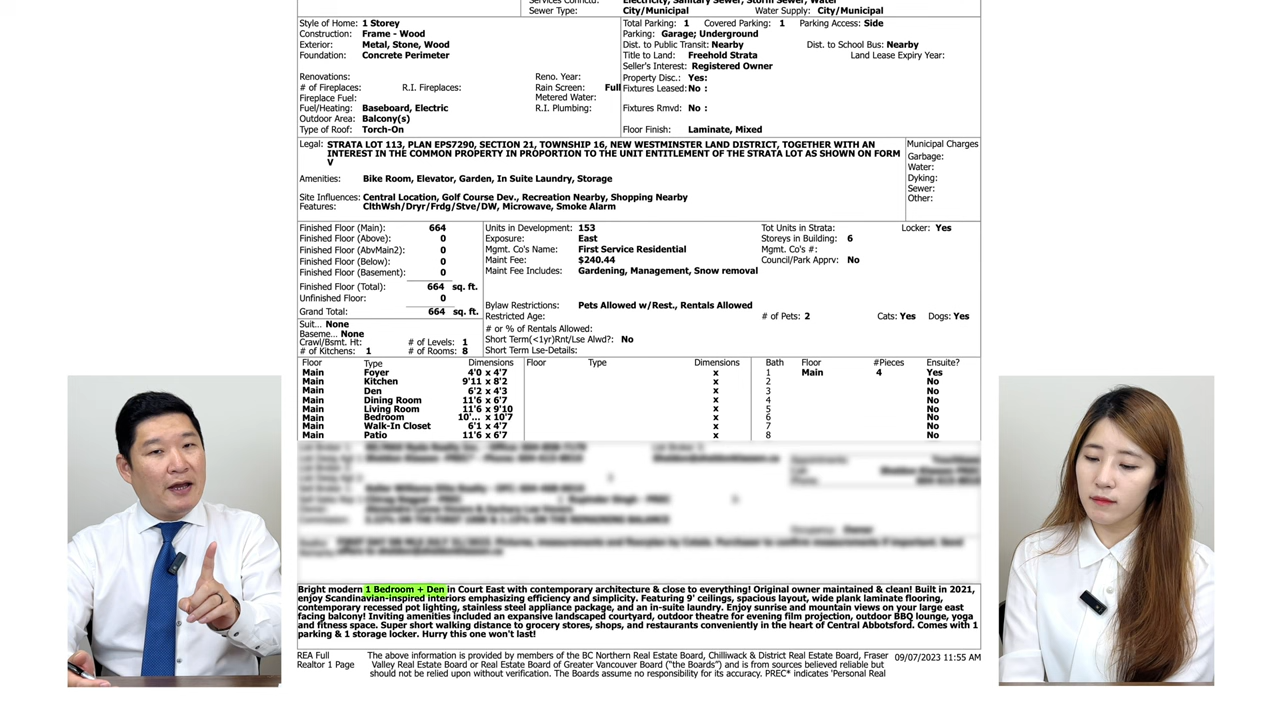 Services Connctd: Electricity, Sanitary Sewer, Storm Sewer, Water
Sewer Type: City/Municipal Water Supply: City/Municipal
Style of Home: 1 Storey
Construction: Frame - Wood
Exterior: Metal, Stone, Wood
Foundation: Concrete Perimeter
Renovations: Reno. Year:
# of Fireplaces: R.I. Fireplaces: Rain Screen: Full
Fireplace Fuel: Metered Water:
Fuel/Heating: Baseboard, Electric R.I. Plumbing:
Outdoor Area: Balcony(s)
Type of Roof: Torch-On
Total Parking: 1 Covered Parking: 1 Parking Access: Side
Parking: Garage; Underground
Dist. to Public Transit: Nearby Dist. to School Bus: Nearby
Title to Land: Freehold Strata Land Lease Expiry Year:
Seller's Interest: Registered Owner
Property Disc.: Yes:
Fixtures Leased: No :
Fixtures Rmvd: No :
Floor Finish: Laminate, Mixed
Legal: STRATA LOT 113, PLAN EPS7290, SECTION 21, TOWNSHIP 16, NEW WESTMINSTER LAND DISTRICT, TOGETHER WITH AN
INTEREST IN THE COMMON PROPERTY IN PROPORTION TO THE UNIT ENTITLEMENT OF THE STRATA LOT AS SHOWN ON FORM
V
Amenities: Bike Room, Elevator, Garden, In Suite Laundry, Storage
Site Influences: Central Location, Golf Course Dev., Recreation Nearby, Shopping Nearby
Features: ClthWsh/Dryr/Frdg/Stve/DW, Microwave, Smoke Alarm
Municipal Charges
Garbage:
Water:
Dyking:
Sewer:
Other:
Finished Floor (Main): 664
Finished Floor (Above): 0
Finished Floor (AbvMain2): 0
Finished Floor (Below): 0
Finished Floor (Basement): 0
Finished Floor (Total): 664 sq. ft.
Unfinished Floor: 0
Grand Total: 664 sq. ft.
Suit... None
Baseme... None
Crawl/Bsmt. Ht: # of Levels: 1
# of Kitchens: 1 # of Rooms: 8
Units in Development: 153 Tot Units in Strata: Locker: Yes
Exposure: East Storeys in Building: 6
Mgmt. Co's Name: First Service Residential Mgmt. Co's #:
Maint Fee: $240.44 Council/Park Apprv: No
Maint Fee Includes: Gardening, Management, Snow removal
Bylaw Restrictions: Pets Allowed w/Rest., Rentals Allowed
Restricted Age: # of Pets: 2 Cats: Yes Dogs: Yes
# or % of Rentals Allowed:
Short Term(<1yr)Rnt/Lse Alwd?: No
Short Term Lse-Details:
Floor Type Dimensions Floor Type Dimensions Bath Floor #Pieces Ensuite?
Main Foyer 4'0 x 4'7 x 1 Main 4 Yes
Main Kitchen 9'11 x 8'2 x 2 No
Main Den 6'2 x 4'3 x 3 No
Main Dining Room 11'6 x 6'7 x 4 No
Main Living Room 11'6 x 9'10 x 5 No
Main Bedroom 10'... x 10'7 x 6 No
Main Walk-In Closet 6'1 x 4'7 x 7 No
Main Patio 11'6 x 6'7 x 8 No
Bright modern 1 Bedroom + Den in Court East with contemporary architecture & close to everything! Original owner maintained & clean! Built in 2021,
enjoy Scandinavian-inspired interiors emphasizing efficiency and simplicity. Featuring 9' ceilings, spacious layout, wide plank laminate flooring,
contemporary recessed pot lighting, stainless steel appliance package, and an in-suite laundry. Enjoy sunrise and mountain views on your large east
facing balcony! Inviting amenities included an expansive landscaped courtyard, outdoor theatre for evening film projection, outdoor BBQ lounge, yoga
and fitness space. Super short walking distance to grocery stores, shops, and restaurants conveniently in the heart of Central Abbotsford. Comes with 1
parking & 1 storage locker. Hurry this one won't last!
REA Full The above information is provided by members of the BC Northern Real Estate Board, Chilliwack & District Real Estate Board, Fraser 09/07/2023 11:55 AM
Realtor 1 Page Valley Real Estate Board or Real Estate Board of Greater Vancouver Board ("the Boards") and is from sources believed reliable but
should not be relied upon without verification. The Boards assume no responsibility for its accuracy. PREC* indicates 'Personal Real